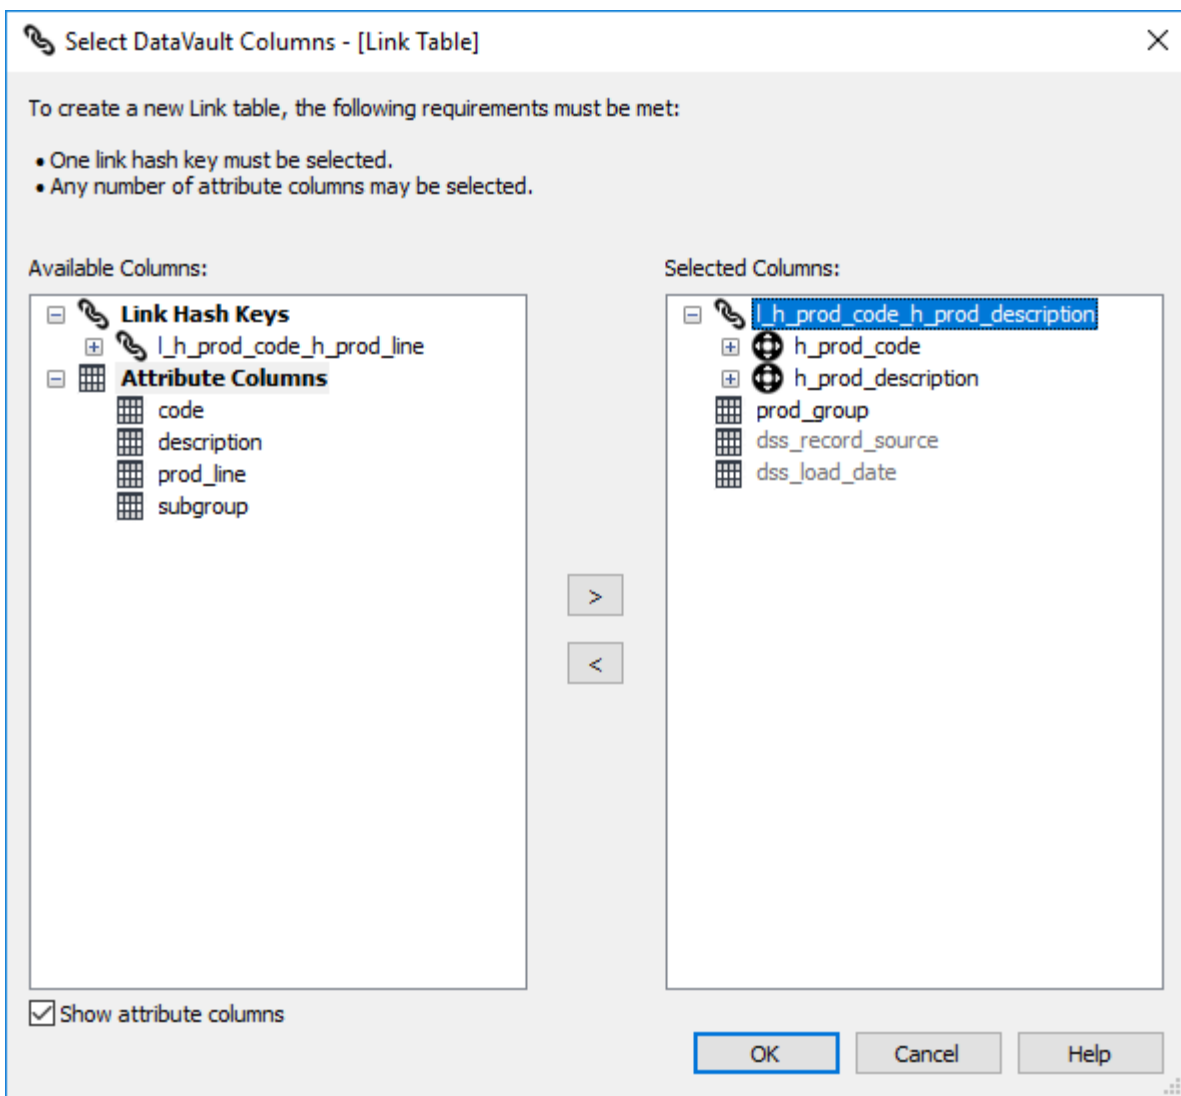 Select DataVault Columns - [Link Table]
To create a new Link table, the following requirements must be met:
• One link hash key must be selected.
• Any number of attribute columns may be selected.
Available Columns:
Link Hash Keys
l_h_prod_code_h_prod_line
Attribute Columns
code
description
prod_line
subgroup
>
<
Selected Columns:
l_h_prod_code_h_prod_description
h_prod_code
h_prod_description
prod_group
dss_record_source
dss_load_date
Show attribute columns
OK
Cancel
Help